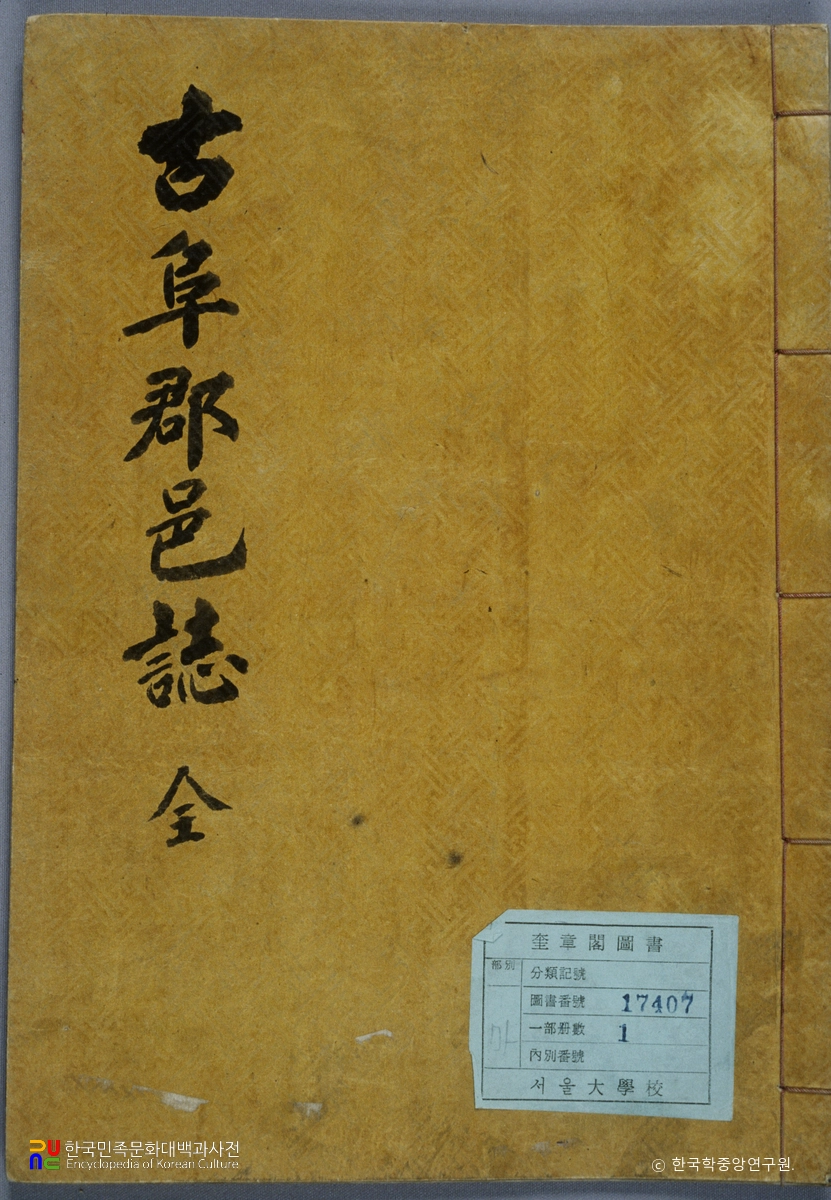 古阜郡邑誌 全
奎章閣圖書
部別
分類記號
圖書番號 17407
一部冊數 1
內別番號
서울大學校
한국민족문화대백과사전
Encyclopedia of Korean Culture
ⓒ 한국학중앙연구원.